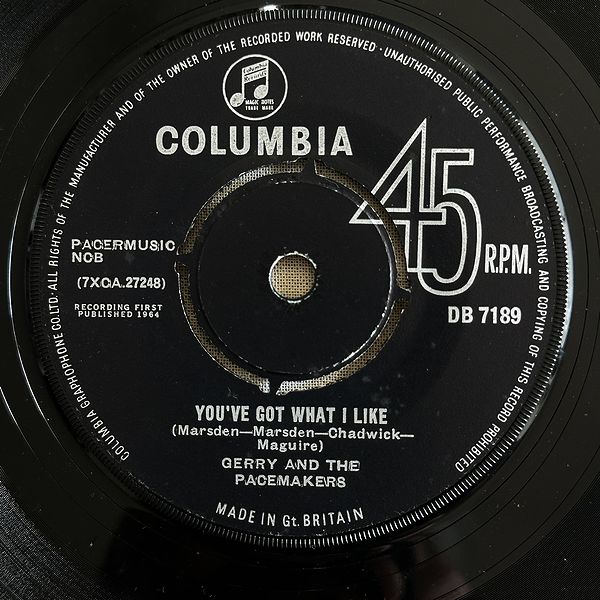 COLUMBIA GRAPHOPHONE CO. LTD. ALL RIGHTS OF THE MANUFACTURER AND OF THE OWNER OF THE RECORDED WORK RESERVED · UNAUTHORISED PUBLIC PERFORMANCE BROADCASTING AND COPYING OF THIS RECORD PROHIBITED
Columbia
Records
MAGIC NOTES
TRADE MARK
COLUMBIA
45
R.P.M.
PACERMUSIC
NCB
(7XCA.27248)
RECORDING FIRST
PUBLISHED 1964
DB 7189
YOU'VE GOT WHAT I LIKE
(Marsden—Marsden—Chadwick—
Maguire)
GERRY AND THE
PACEMAKERS
MADE IN Gt. BRITAIN